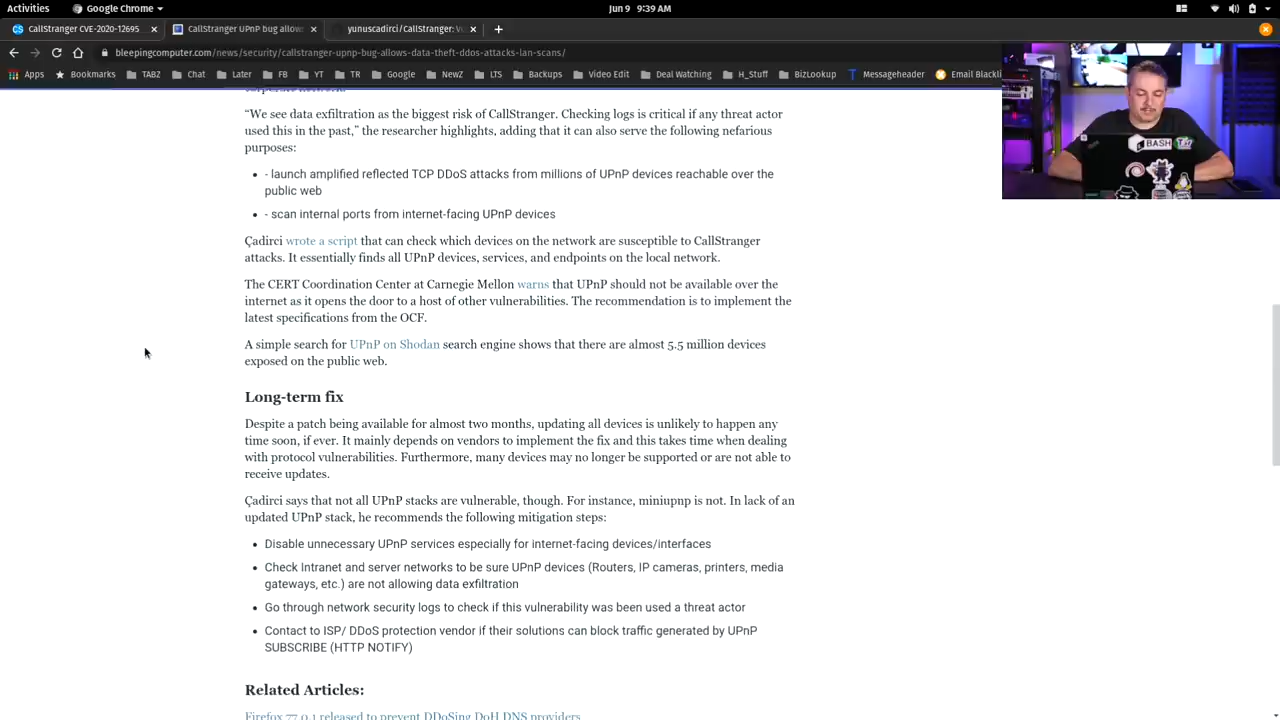 Activities
Google Chrome
Jun 9 9:39 AM
CallStranger CVE-2020-12695
CallStranger UPnP bug allow
yunuscadirci/callStranger: V
bleepingcomputer.com/news/security/callstranger-upnp-bug-allows-data-theft-ddos-attacks-lan-scans/
Apps
Bookmarks
TABZ
Chat
Later
FB
YT
TR
Google
NewZ
LTS
Backups
Video Edit
Deal Watching
H_Stuff
BizLookup
Messageheader
Email Blackli
BASH
“We see data exfiltration as the biggest risk of CallStranger. Checking logs is critical if any threat actor
used this in the past,” the researcher highlights, adding that it can also serve the following nefarious
purposes:
• - launch amplified reflected TCP DDoS attacks from millions of UPnP devices reachable over the
public web
• - scan internal ports from internet-facing UPnP devices
Çadirci wrote a script that can check which devices on the network are susceptible to CallStranger
attacks. It essentially finds all UPnP devices, services, and endpoints on the local network.
The CERT Coordination Center at Carnegie Mellon warns that UPnP should not be available over the
internet as it opens the door to a host of other vulnerabilities. The recommendation is to implement the
latest specifications from the OCF.
A simple search for UPnP on Shodan search engine shows that there are almost 5.5 million devices
exposed on the public web.
Long-term fix
Despite a patch being available for almost two months, updating all devices is unlikely to happen any
time soon, if ever. It mainly depends on vendors to implement the fix and this takes time when dealing
with protocol vulnerabilities. Furthermore, many devices may no longer be supported or are not able to
receive updates.
Çadirci says that not all UPnP stacks are vulnerable, though. For instance, miniupnp is not. In lack of an
updated UPnP stack, he recommends the following mitigation steps:
• Disable unnecessary UPnP services especially for internet-facing devices/interfaces
• Check Intranet and server networks to be sure UPnP devices (Routers, IP cameras, printers, media
gateways, etc.) are not allowing data exfiltration
• Go through network security logs to check if this vulnerability was been used a threat actor
• Contact to ISP/ DDoS protection vendor if their solutions can block traffic generated by UPnP
SUBSCRIBE (HTTP NOTIFY)
Related Articles:
Firefox 77.0.1 released to prevent DDoSing DoH DNS providers